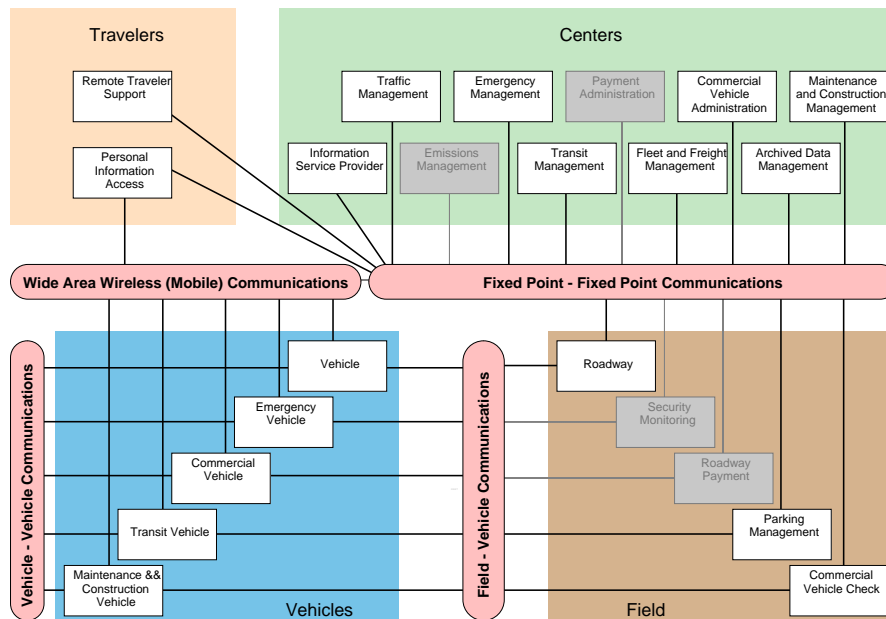 Travelers
Centers
Remote Traveler
Support
Traffic
Management
Emergency
Management
Payment
Administration
Commercial
Vehicle
Administration
Maintenance
and Construction
Management
Personal
Information
Access
Information
Service Provider
Emissions
Management
Transit
Management
Fleet and Freight
Management
Archived Data
Management
Wide Area Wireless (Mobile) Communications
Fixed Point - Fixed Point Communications
Vehicle - Vehicle Communications
Vehicle
Emergency
Vehicle
Commercial
Vehicle
Transit Vehicle
Maintenance &&
Construction
Vehicle
Vehicles
Field - Vehicle Communications
Roadway
Security
Monitoring
Roadway
Payment
Parking
Management
Commercial
Vehicle Check
Field